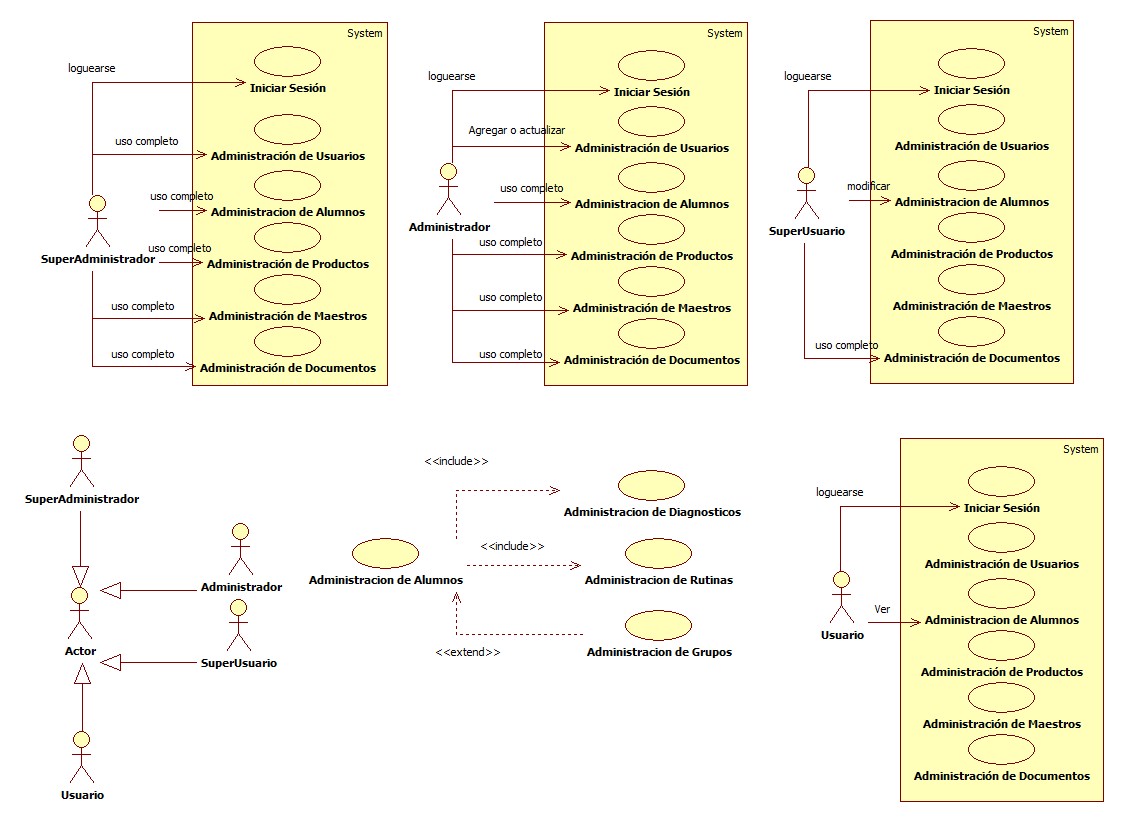 System
loguearse
Iniciar Sesión
uso completo
Administración de Usuarios
uso completo
Administracion de Alumnos
SuperAdministrador
uso completo
Administración de Productos
uso completo
Administración de Maestros
uso completo
Administración de Documentos
System
loguearse
Iniciar Sesión
Agregar o actualizar
Administración de Usuarios
uso completo
Administracion de Alumnos
Administrador
uso completo
Administración de Productos
uso completo
Administración de Maestros
uso completo
Administración de Documentos
System
loguearse
Iniciar Sesión
Administración de Usuarios
modificar
Administracion de Alumnos
SuperUsuario
Administración de Productos
Administración de Maestros
uso completo
Administración de Documentos
SuperAdministrador
Administrador
Actor
SuperUsuario
Usuario
<<include>>
Administracion de Diagnosticos
<<include>>
Administracion de Alumnos
Administracion de Rutinas
<<extend>>
Administracion de Grupos
System
loguearse
Iniciar Sesión
Administración de Usuarios
Ver
Administracion de Alumnos
Usuario
Administración de Productos
Administración de Maestros
Administración de Documentos